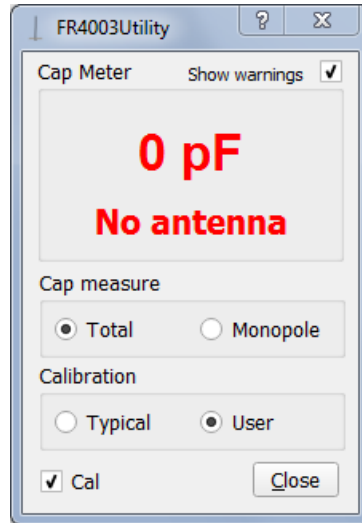 FR4003Utility
Cap Meter Show warnings
0 pF
No antenna
Cap measure
Total Monopole
Calibration
Typical User
Cal Close